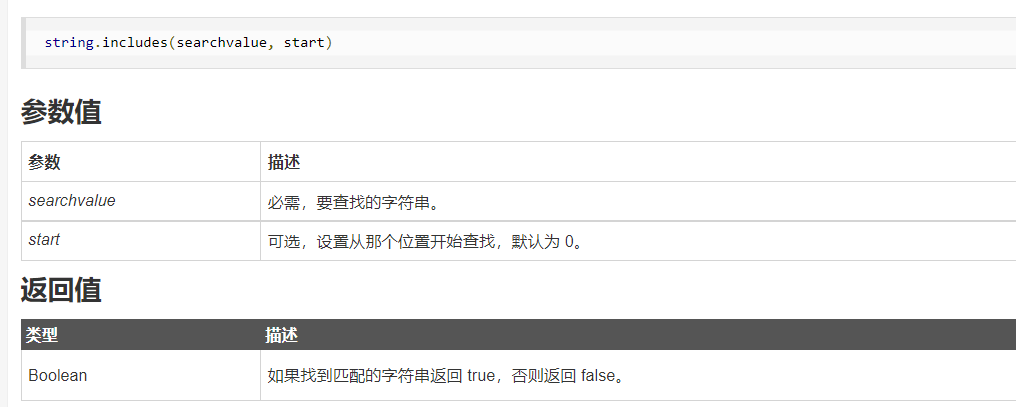 string.includes(searchvalue, start)
参数值
参数 描述
searchvalue 必需，要查找的字符串。
start 可选，设置从那个位置开始查找，默认为 0。
返回值
类型 描述
Boolean 如果找到匹配的字符串返回 true，否则返回 false。